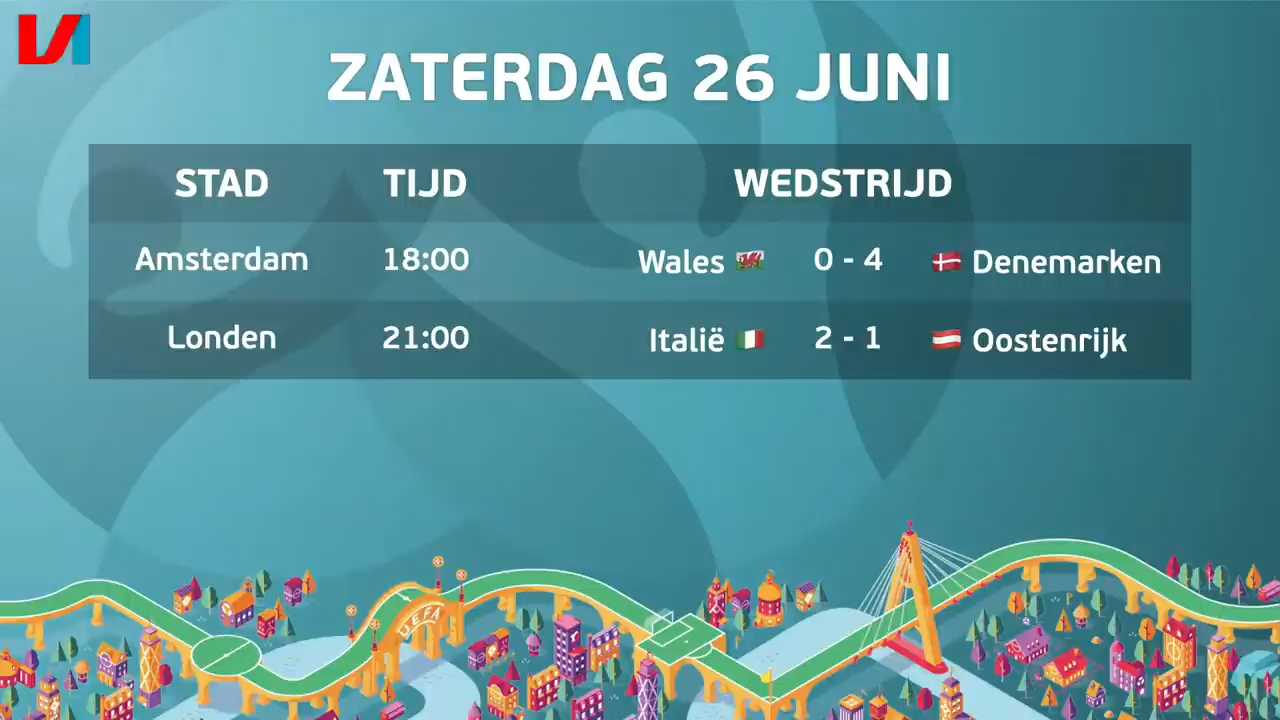 VI
ZATERDAG 26 JUNI
STAD TIJD WEDSTRIJD
Amsterdam 18:00 Wales 0 - 4 Denemarken
Londen 21:00 Italië 2 - 1 Oostenrijk
UEFA